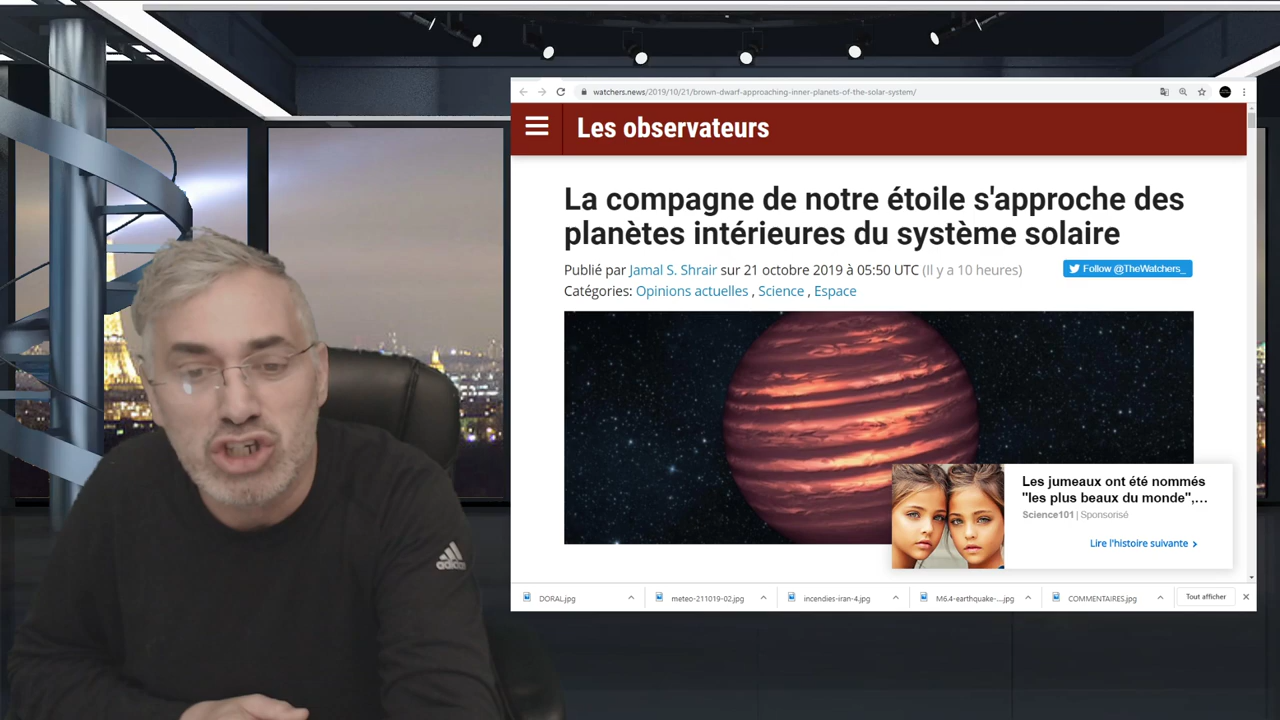 watchers.news/2019/10/21/brown-dwarf-approaching-inner-planets-of-the-solar-system/
Les observateurs
La compagne de notre étoile s'approche des
planètes intérieures du système solaire
Publié par Jamal S. Shrair sur 21 octobre 2019 à 05:50 UTC (Il y a 10 heures)
Follow @TheWatchers_
Catégories: Opinions actuelles , Science , Espace
Les jumeaux ont été nommés
"les plus beaux du monde",...
Science101 | Sponsorisé
Lire l'histoire suivante
adidas
DORAL.jpg
meteo-211019-02.jpg
incendies-iran-4.jpg
M6.4-earthquake-....jpg
COMMENTAIRES.jpg
Tout afficher